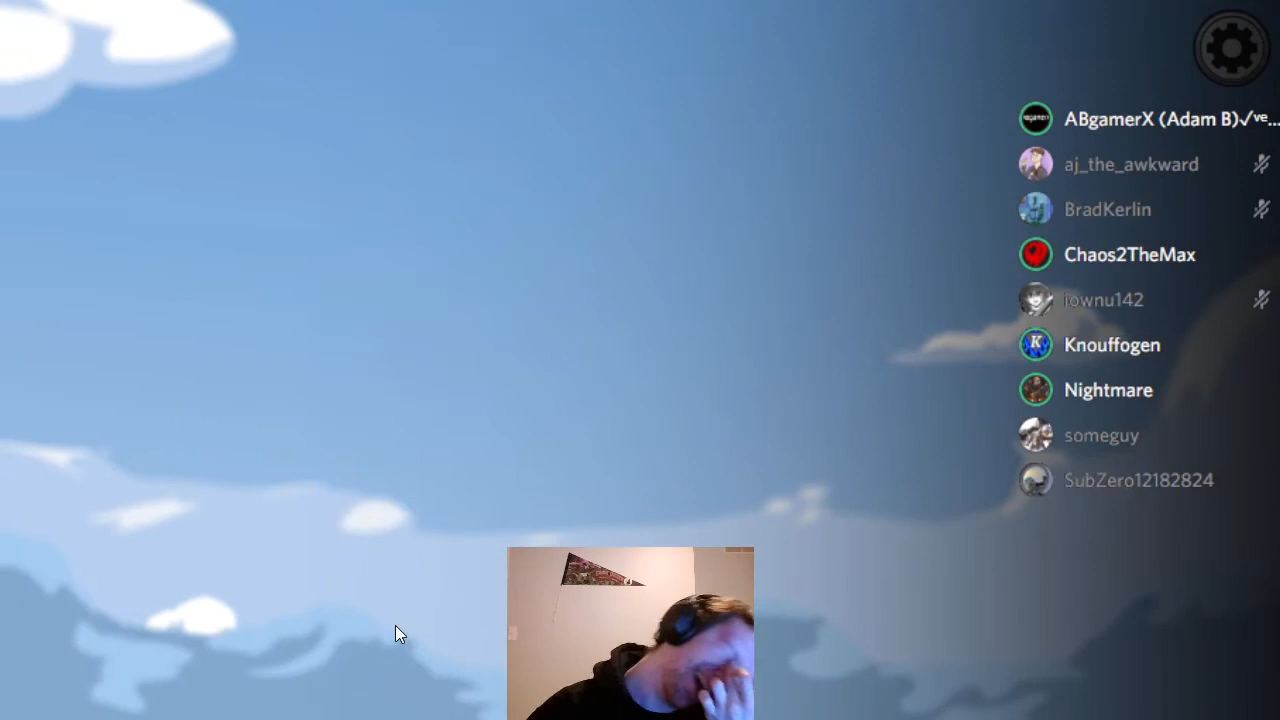 ABgamerX (Adam B)✓ᵛᵉ...
aj_the_awkward
BradKerlin
Chaos2TheMax
iownu142
K
Knouffogen
Nightmare
someguy
SubZero12182824